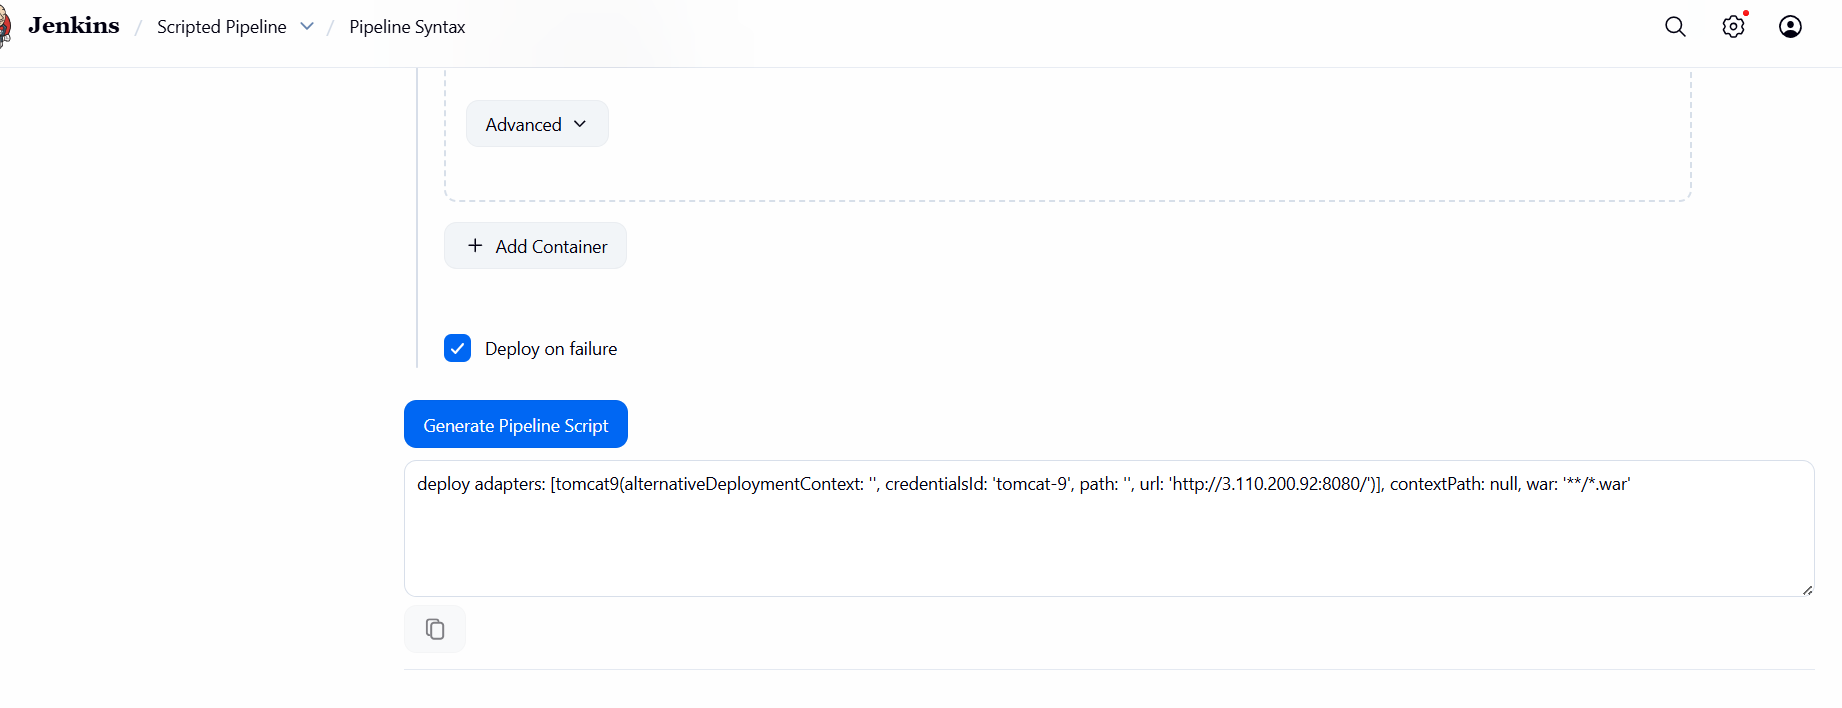 Jenkins / Scripted Pipeline / Pipeline Syntax
Advanced
+ Add Container
Deploy on failure
Generate Pipeline Script
deploy adapters: [tomcat9(alternativeDeploymentContext: '', credentialsId: 'tomcat-9', path: '', url: 'http://3.110.200.92:8080/')], contextPath: null, war: '**/*.war'